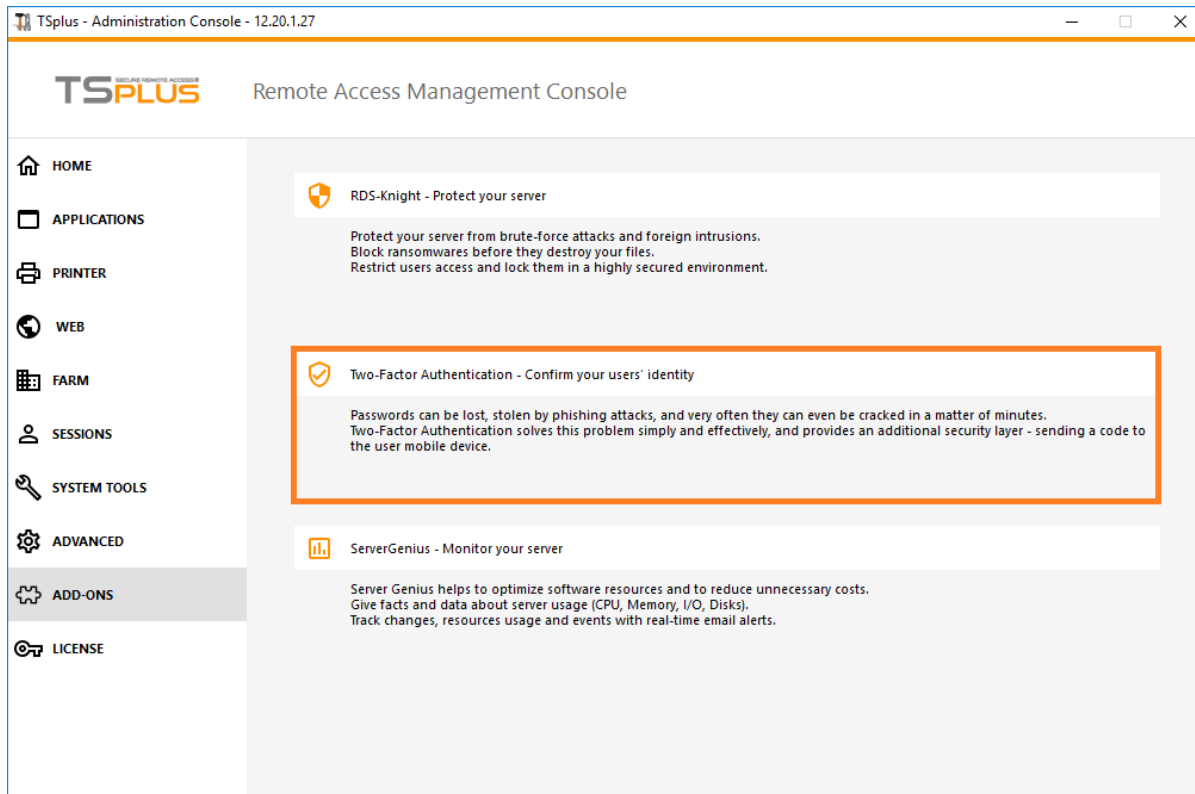 TSplus - Administration Console - 12.20.1.27
SECURE REMOTE ACCESS®
TSPLUS
Remote Access Management Console
HOME
APPLICATIONS
PRINTER
WEB
FARM
SESSIONS
SYSTEM TOOLS
ADVANCED
ADD-ONS
LICENSE
RDS-Knight - Protect your server
Protect your server from brute-force attacks and foreign intrusions.
Block ransomwares before they destroy your files.
Restrict users access and lock them in a highly secured environment.
Two-Factor Authentication - Confirm your users' identity
Passwords can be lost, stolen by phishing attacks, and very often they can even be cracked in a matter of minutes.
Two-Factor Authentication solves this problem simply and effectively, and provides an additional security layer - sending a code to
the user mobile device.
ServerGenius - Monitor your server
Server Genius helps to optimize software resources and to reduce unnecessary costs.
Give facts and data about server usage (CPU, Memory, I/O, Disks).
Track changes, resources usage and events with real-time email alerts.